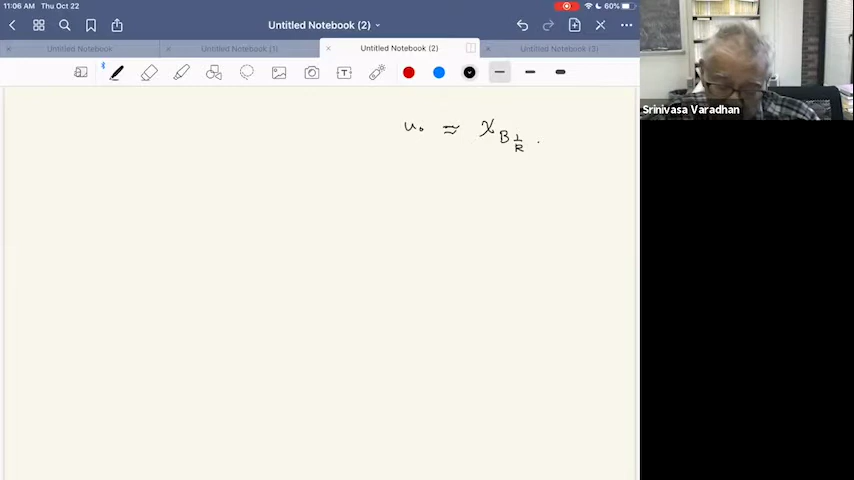 11:06 AM Thu Oct 22
60%
Untitled Notebook (2)
Untitled Notebook
Untitled Notebook (1)
Untitled Notebook (2)
Untitled Notebook (3)
T
Srinivasa Varadhan
u₀ ≈ χ_{B_{1/R}}.